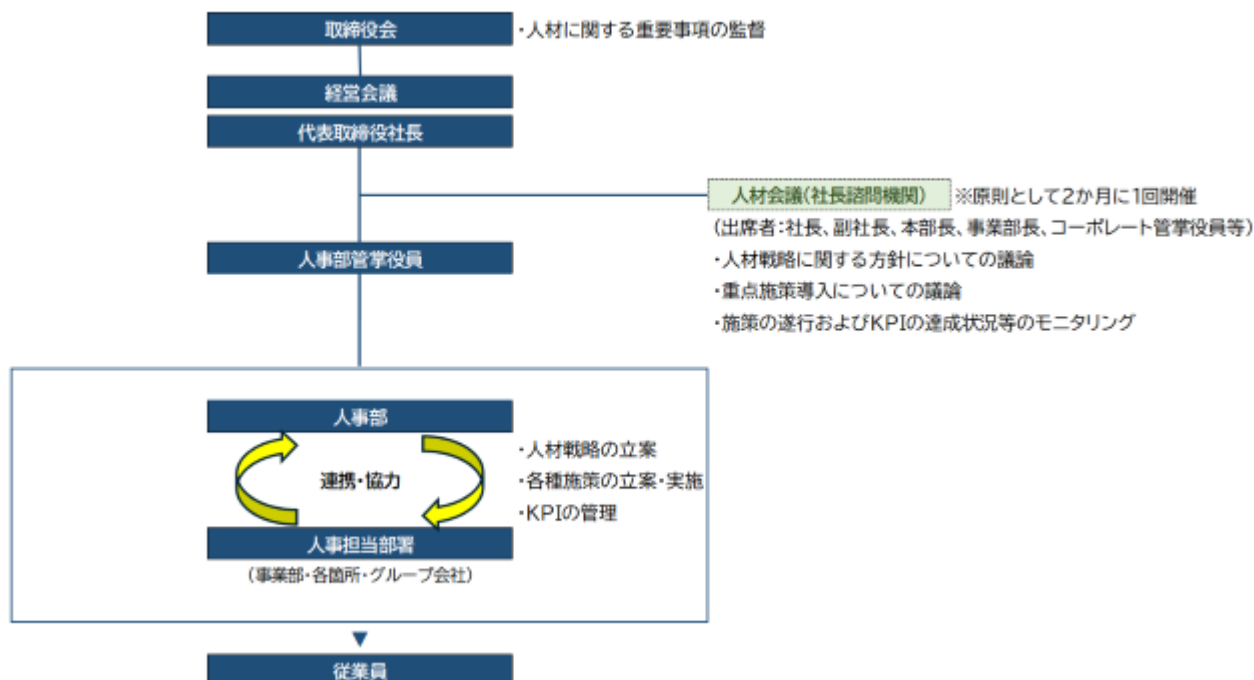 取締役会
・人材に関する重要事項の監督
経営会議
代表取締役社長
人材会議(社長諮問機関)
※原則として2か月に1回開催
(出席者:社長、副社長、本部長、事業部長、コーポレート管掌役員等)
・人材戦略に関する方針についての議論
・重点施策導入についての議論
・施策の遂行およびKPIの達成状況等のモニタリング
人事部管掌役員
人事部
連携・協力
・人材戦略の立案
・各種施策の立案・実施
・KPIの管理
人事担当部署
(事業部・各箇所・グループ会社)
▼
従業員